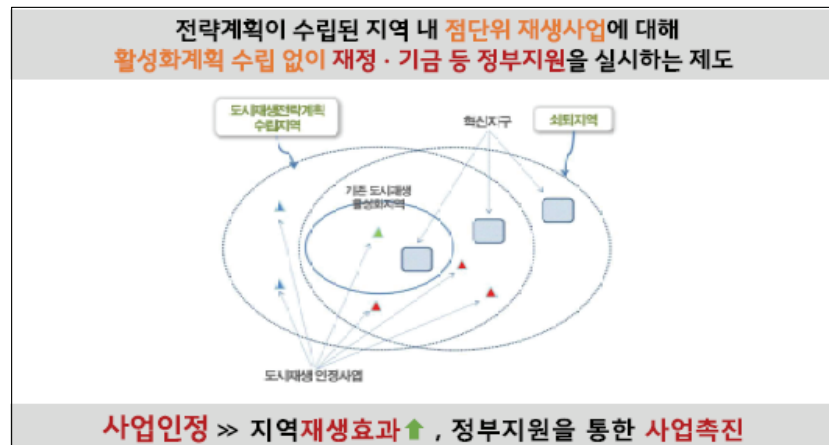 전략계획이 수립된 지역 내 점단위 재생사업에 대해
활성화계획 수립 없이 재정 · 기금 등 정부지원을 실시하는 제도
도시재생전략계획
수립지역
혁신지구
쇠퇴지역
기존 도시재생
활성화지역
도시재생 인정사업
사업인정 ≫ 지역재생효과⬆ , 정부지원을 통한 사업촉진